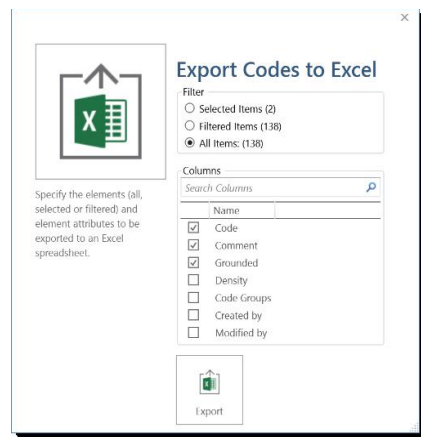 Export Codes to Excel
Filter
Selected Items (2)
Filtered Items (138)
All Items: (138)
Specify the elements (all,
selected or filtered) and
element attributes to be
exported to an Excel
spreadsheet.
Columns
Search Columns
Name
Code
Comment
Grounded
Density
Code Groups
Created by
Modified by
Export